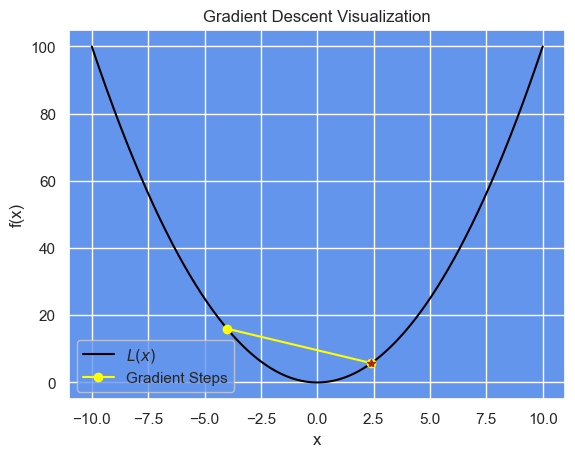 Gradient Descent Visualization
100
80
60
40
20
0
f(x)
L(x)
Gradient Steps
−10.0 −7.5 −5.0 −2.5 0.0 2.5 5.0 7.5 10.0
x